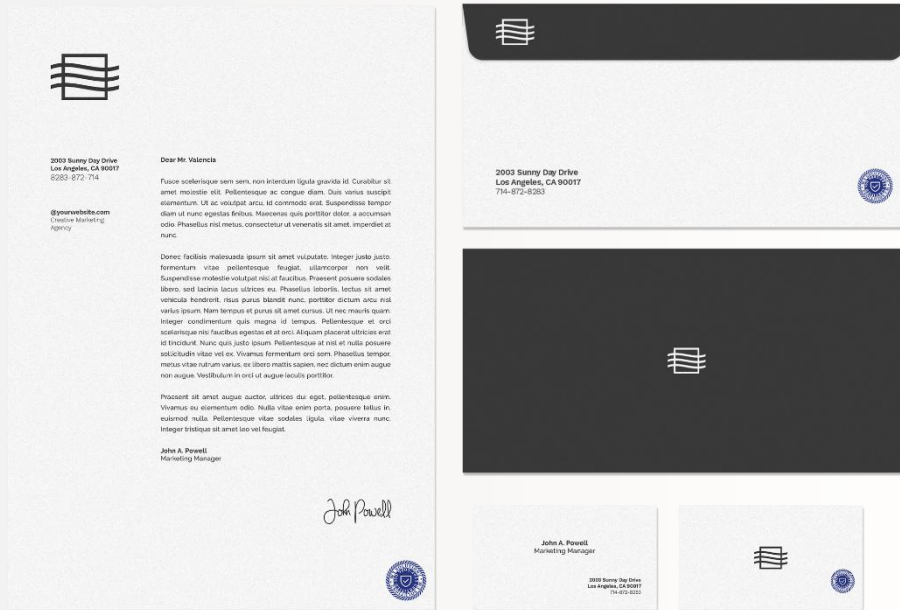 2003 Sunny Day Drive
Los Angeles, CA 90017
8283-872-714
@yourwebsite.com
Creative Marketing
Agency
Dear Mr. Valencia
Fusce scelerisque sem sem, non interdum ligula gravida id. Curabitur sit
amet molestie elit. Pellentesque ac congue diam. Duis varius suscipit
elementum. Ut ac volutpat arcu, id commodo erat. Suspendisse tempor
diam ut nunc egestas finibus. Maecenas quis porttitor dolor, a accumsan
odio. Phasellus nisl metus, consectetur ut venenatis sit amet, imperdiet at
nunc.
Donec facilisis malesuada ipsum sit amet vulputate. Integer justo justo,
fermentum vitae pellentesque feugiat, ullamcorper non velit.
Suspendisse molestie volutpat nisi at faucibus. Praesent posuere sodales
libero, sed lacinia lacus ultrices eu. Phasellus lobortis, lectus sit amet
vehicula hendrerit, risus purus blandit nunc, porttitor dictum arcu nisl
varius ipsum. Nam tempus et purus sit amet cursus. Ut nec mauris quam.
Integer condimentum quis magna id tempus. Pellentesque et orci
scelerisque nisi faucibus egestas et at orci. Aliquam placerat ultricies erat
id tincidunt. Nunc quis justo ipsum. Pellentesque at nisl et nulla posuere
sollicitudin vitae vel ex. Vivamus fermentum orci sem. Phasellus tempor,
metus vitae rutrum varius, ex libero mattis sapien, nec dictum enim augue
non augue. Vestibulum in orci ut augue iaculis porttitor.
Praesent sit amet augue auctor, ultrices dui eget, pellentesque enim.
Vivamus eu elementum odio. Nulla vitae enim porta, posuere tellus in,
euismod nulla. Pellentesque vitae sodales ligula, vitae viverra nunc.
Integer tristique sit amet leo vel feugiat.
John A. Powell
Marketing Manager
John Powell
2003 Sunny Day Drive
Los Angeles, CA 90017
714-872-8283
John A. Powell
Marketing Manager
2003 Sunny Day Drive
Los Angeles, CA 90017
714-872-8283